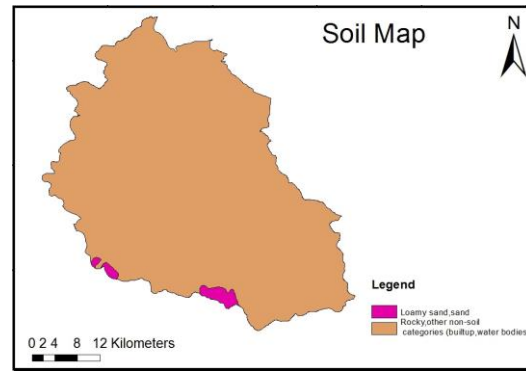 Soil Map
N
Legend
Loamy sand,sand
Rocky,other non-soil
categories (builtup,water bodies
0 2 4 8 12 Kilometers